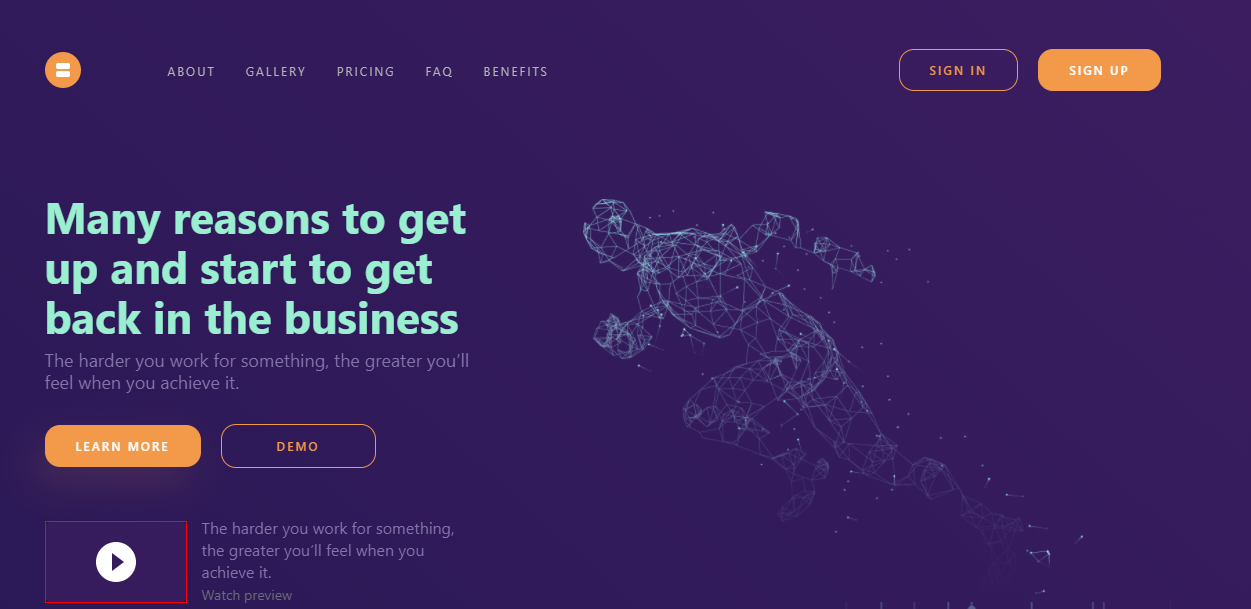 ABOUT GALLERY PRICING FAQ BENEFITS SIGN IN SIGN UP
Many reasons to get
up and start to get
back in the business
The harder you work for something, the greater you’ll
feel when you achieve it.
LEARN MORE DEMO
The harder you work for something,
the greater you’ll feel when you
achieve it.
Watch preview